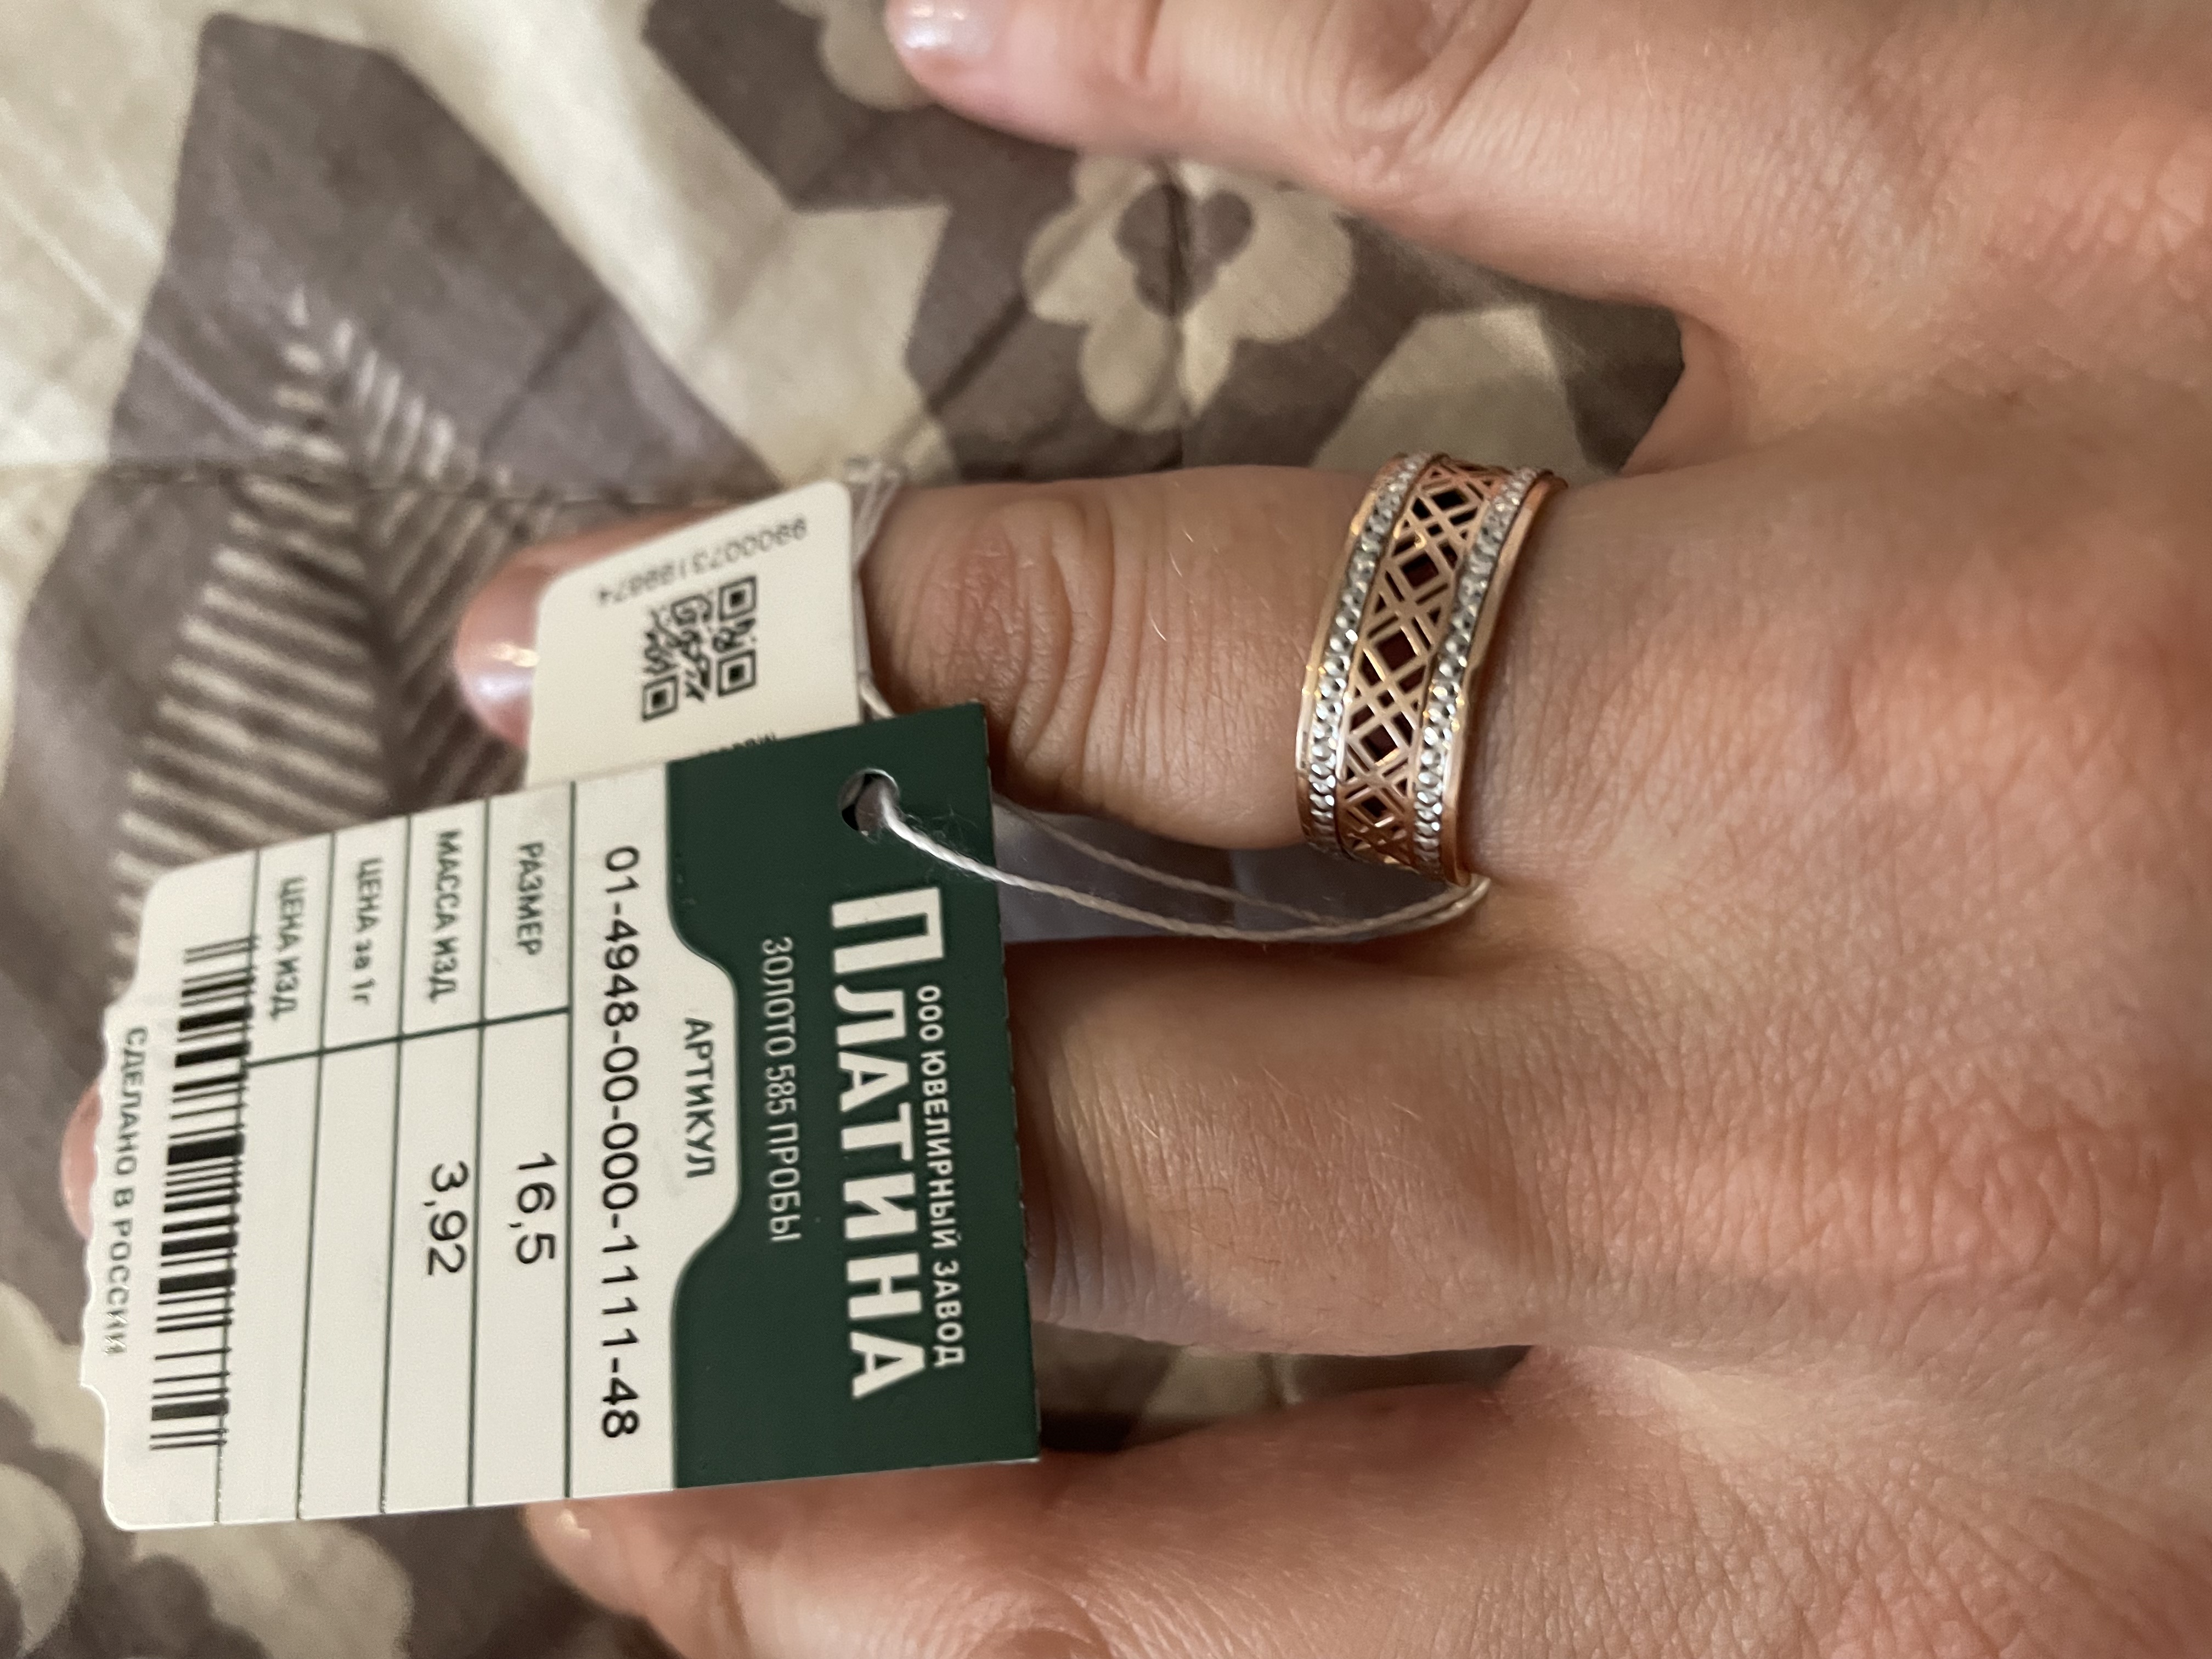 ООО ЮВЕЛИРНЫЙ ЗАВОД
ПЛАТИНА
ЗОЛОТО 585 ПРОБЫ
АРТИКУЛ
01-4948-00-000-1111-48
РАЗМЕР 16,5
МАССА ИЗД 3,92
ЦЕНА за 1г
ЦЕНА ИЗД
СДЕЛАНО В РОССИИ